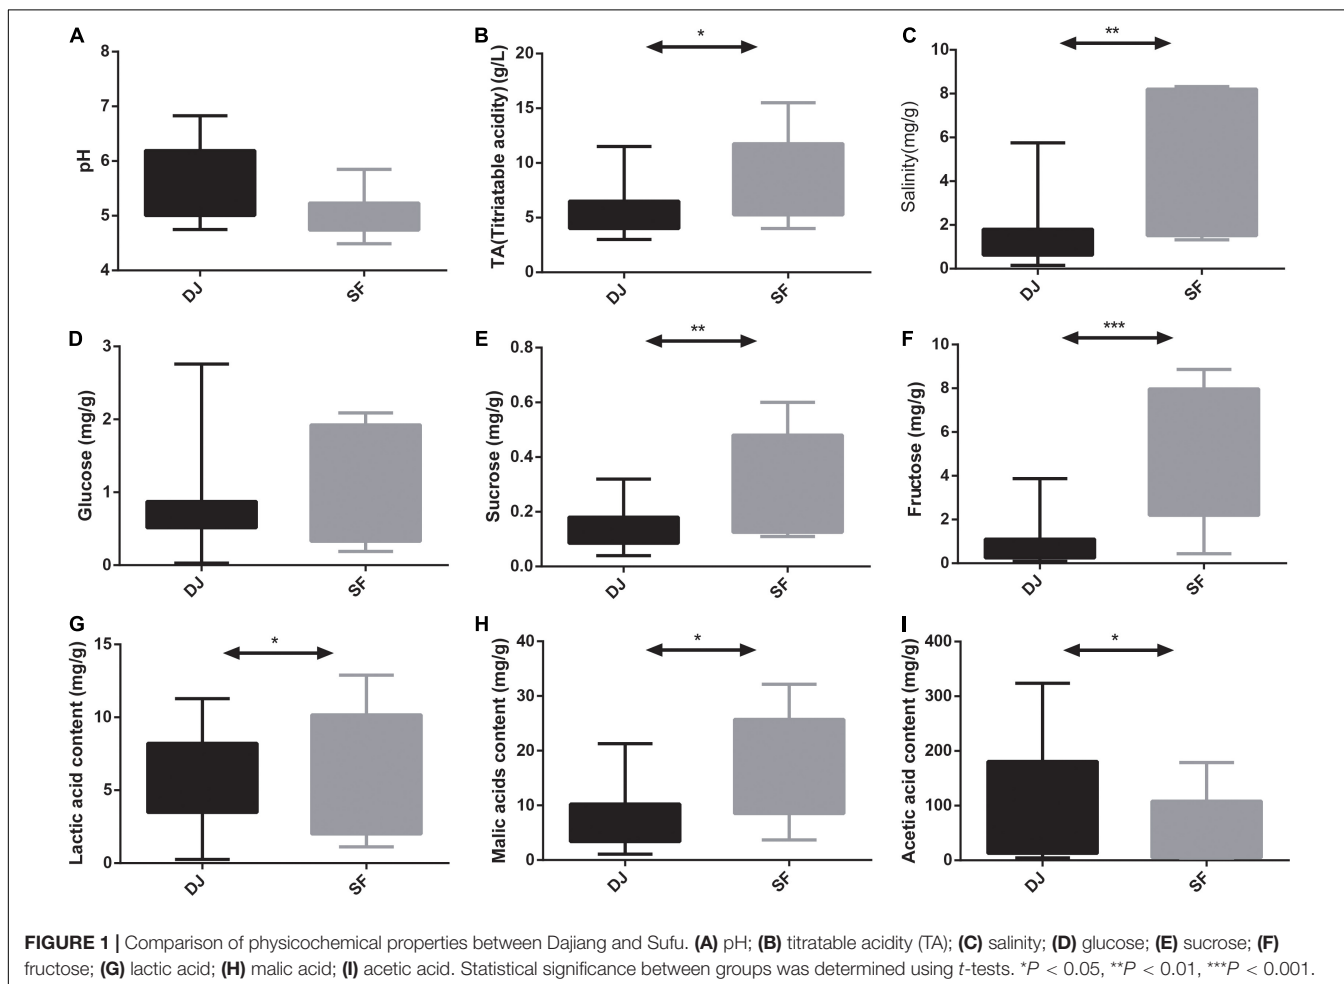 A
pH
8
7
6
5
4
DJ
SF
B
TA(Titriatable acidity) (g/L)
20
15
10
5
0
*
DJ
SF
C
Salinity(mg/g)
10
8
6
4
2
0
**
DJ
SF
D
Glucose (mg/g)
3
2
1
0
DJ
SF
E
Sucrose (mg/g)
0.8
0.6
0.4
0.2
0.0
**
DJ
SF
F
Fructose (mg/g)
10
8
6
4
2
0
***
DJ
SF
G
Lactic acid content (mg/g)
15
10
5
0
*
DJ
SF
H
Malic acids content (mg/g)
40
30
20
10
0
*
DJ
SF
I
Acetic acid content (mg/g)
400
300
200
100
0
*
DJ
SF
FIGURE 1 | Comparison of physicochemical properties between Dajiang and Sufu. (A) pH; (B) titratable acidity (TA); (C) salinity; (D) glucose; (E) sucrose; (F)
fructose; (G) lactic acid; (H) malic acid; (I) acetic acid. Statistical significance between groups was determined using t-tests. *P < 0.05, **P < 0.01, ***P < 0.001.